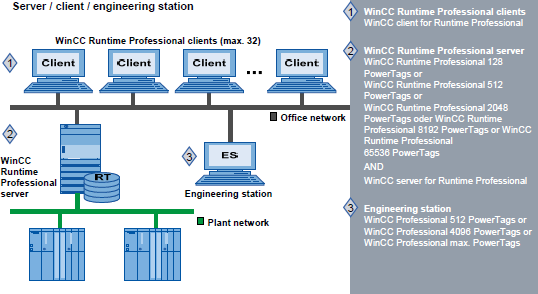 Server / client / engineering station
WinCC Runtime Professional clients (max. 32)
1
Client
Client
Client
...
Client
Office network
2
WinCC
Runtime
Professional
server
RT
3
ES
Engineering station
Plant network
1
WinCC Runtime Professional clients
WinCC client for Runtime Professional
2
WinCC Runtime Professional server
WinCC Runtime Professional 128
PowerTags or
WinCC Runtime Professional 512
PowerTags or
WinCC Runtime Professional 2048
PowerTags oder WinCC Runtime
Professional 8192 PowerTags or WinCC
Runtime Professional
65536 PowerTags
AND
WinCC server for Runtime Professional
3
Engineering station
WinCC Professional 512 PowerTags or
WinCC Professional 4096 PowerTags or
WinCC Professional max. PowerTags